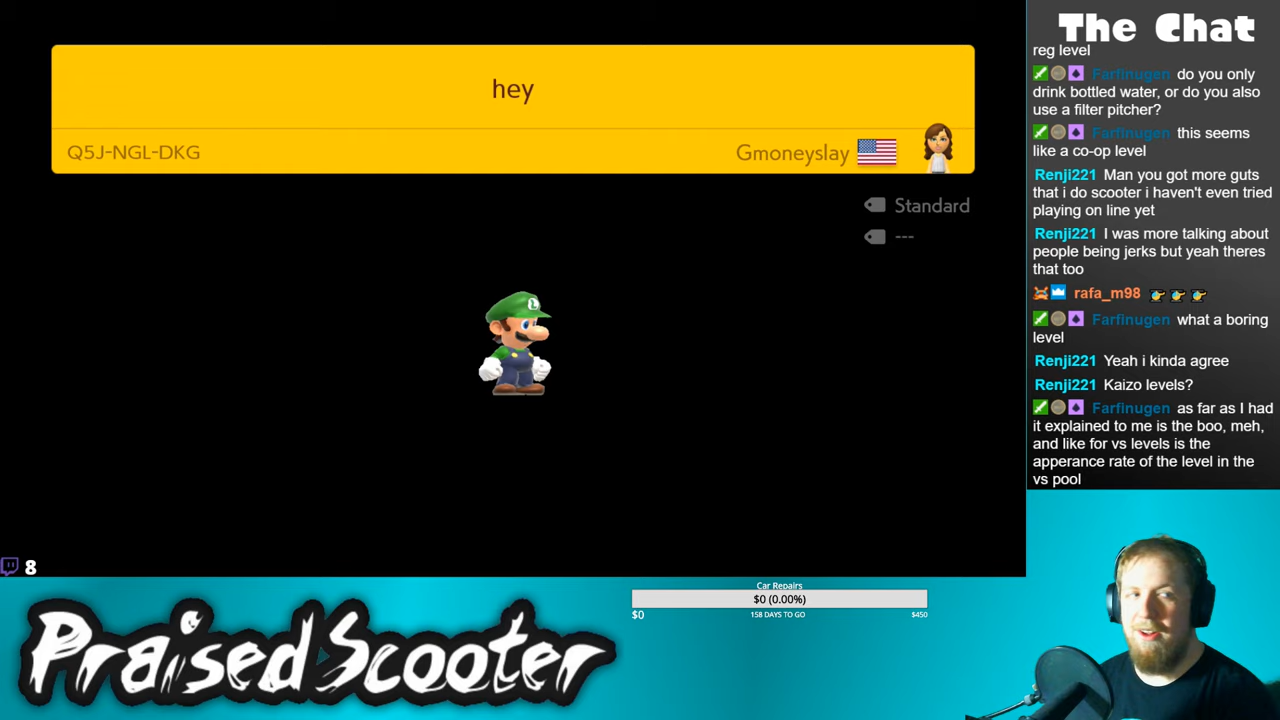 hey
Q5J-NGL-DKG
Gmoneyslay
Standard
---
The Chat
reg level
Farfinugen do you only
drink bottled water, or do you also
use a filter pitcher?
Farfinugen this seems
like a co-op level
Renji221 Man you got more guts
that i do scooter i haven't even tried
playing on line yet
Renji221 I was more talking about
people being jerks but yeah theres
that too
rafa_m98
Farfinugen what a boring
level
Renji221 Yeah i kinda agree
Renji221 Kaizo levels?
Farfinugen as far as I had
it explained to me is the boo, meh,
and like for vs levels is the
apperance rate of the level in the
vs pool
8
Car Repairs
$0 (0.00%)
$0 158 DAYS TO GO $450
PraisedScooter
L